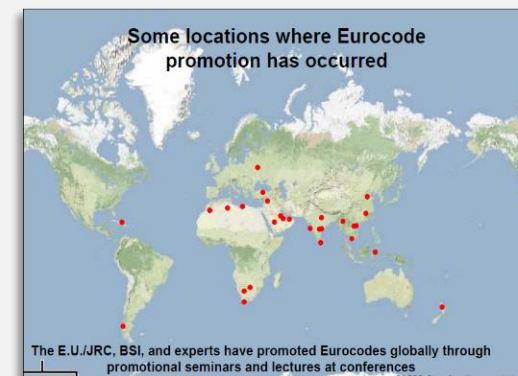 Some locations where Eurocode
promotion has occurred
The E.U./JRC, BSI, and experts have promoted Eurocodes globally through
promotional seminars and lectures at conferences